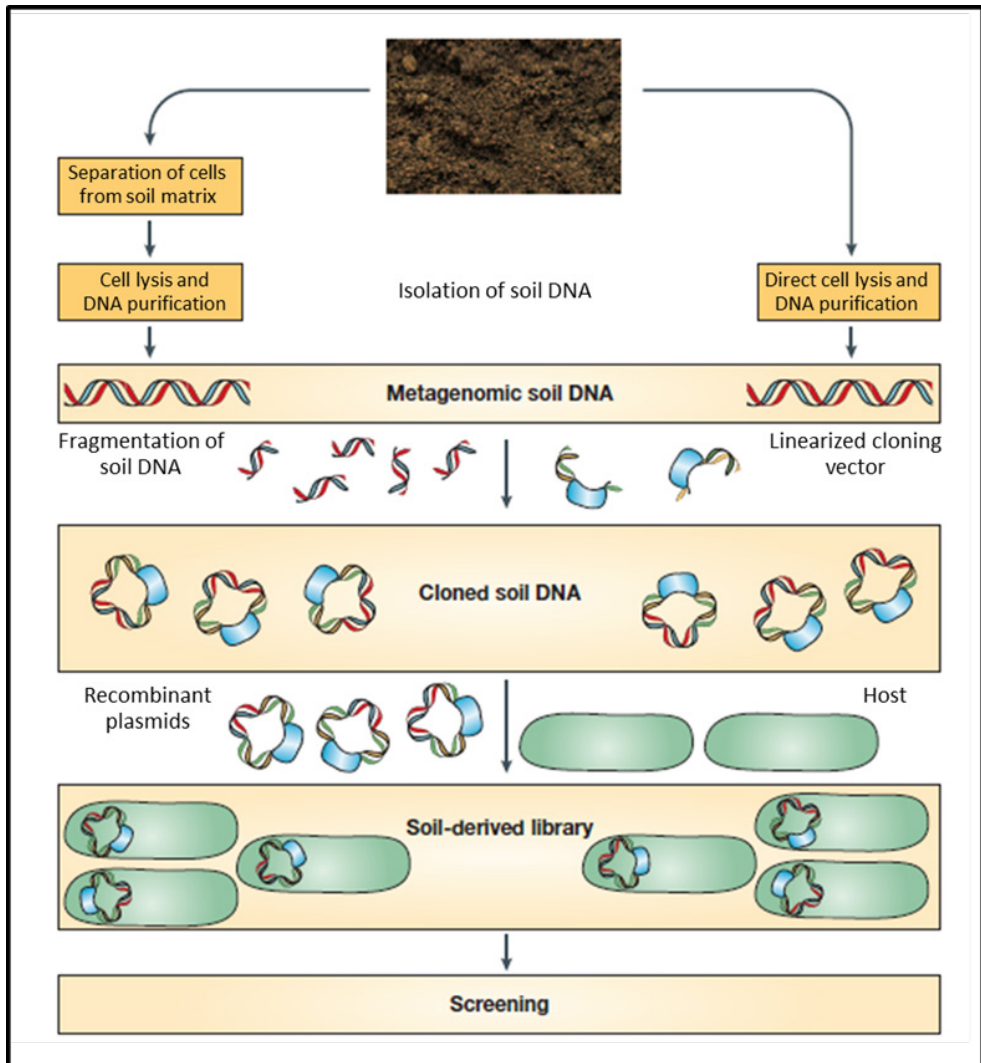 Separation of cells
from soil matrix
Cell lysis and
DNA purification
Isolation of soil DNA
Direct cell lysis and
DNA purification
Metagenomic soil DNA
Fragmentation of
soil DNA
Linearized cloning
vector
Cloned soil DNA
Recombinant
plasmids
Host
Soil-derived library
Screening